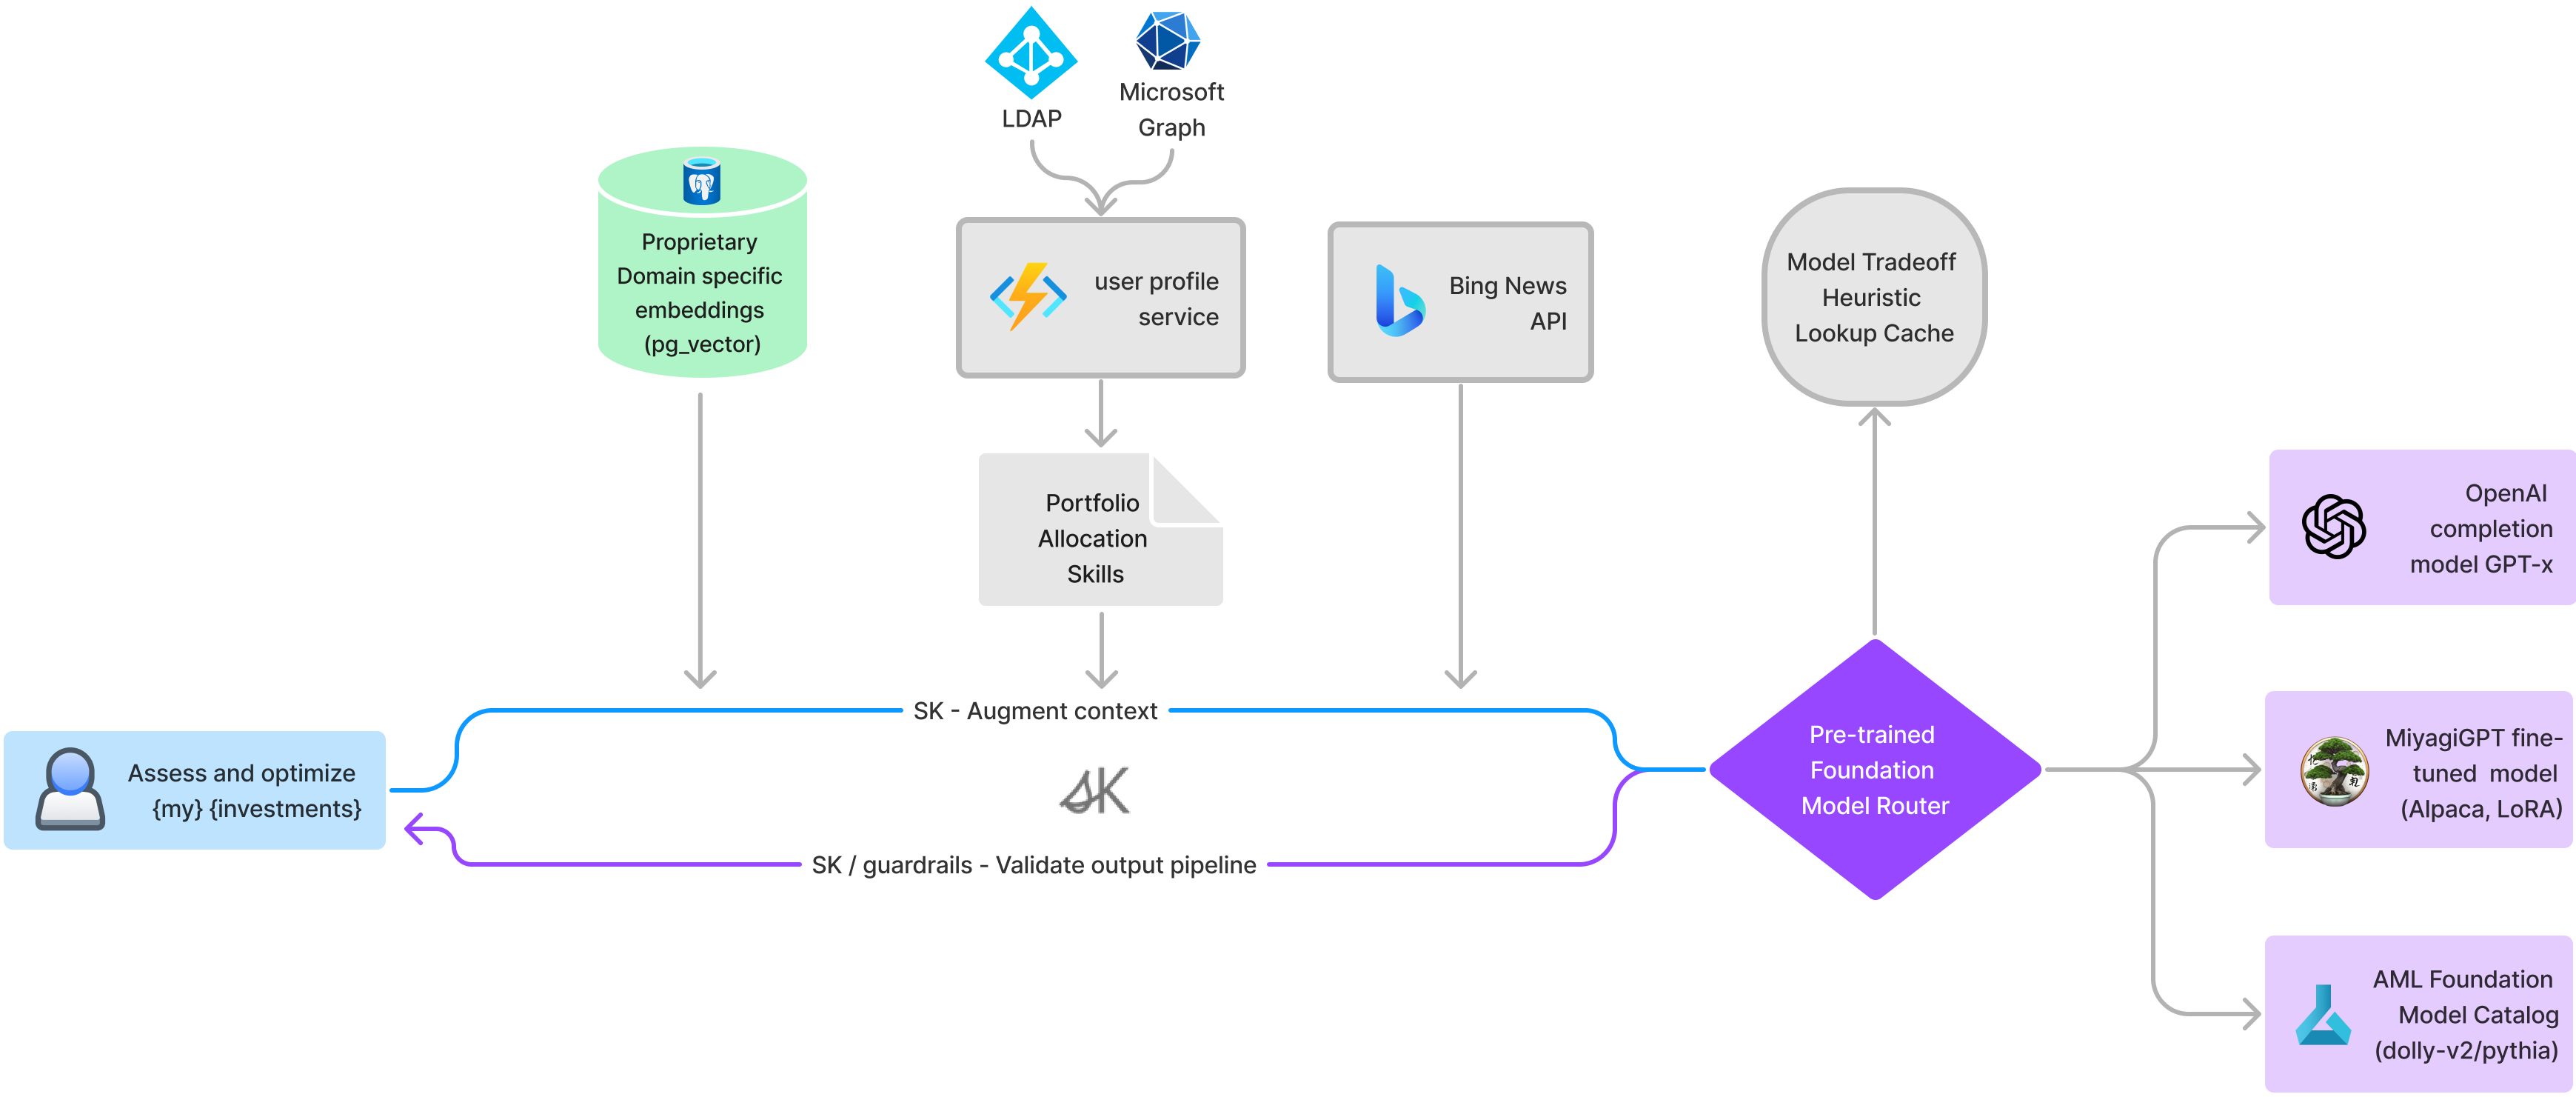 LDAP
Microsoft
Graph
Proprietary
Domain specific
embeddings
(pg_vector)
user profile
service
Bing News
API
Model Tradeoff
Heuristic
Lookup Cache
Portfolio
Allocation
Skills
OpenAI
completion
model GPT-x
SK - Augment context
Assess and optimize
{my} {investments}
SK
SK / guardrails - Validate output pipeline
Pre-trained
Foundation
Model Router
MiyagiGPT fine-
tuned model
(Alpaca, LoRA)
AML Foundation
Model Catalog
(dolly-v2/pythia)